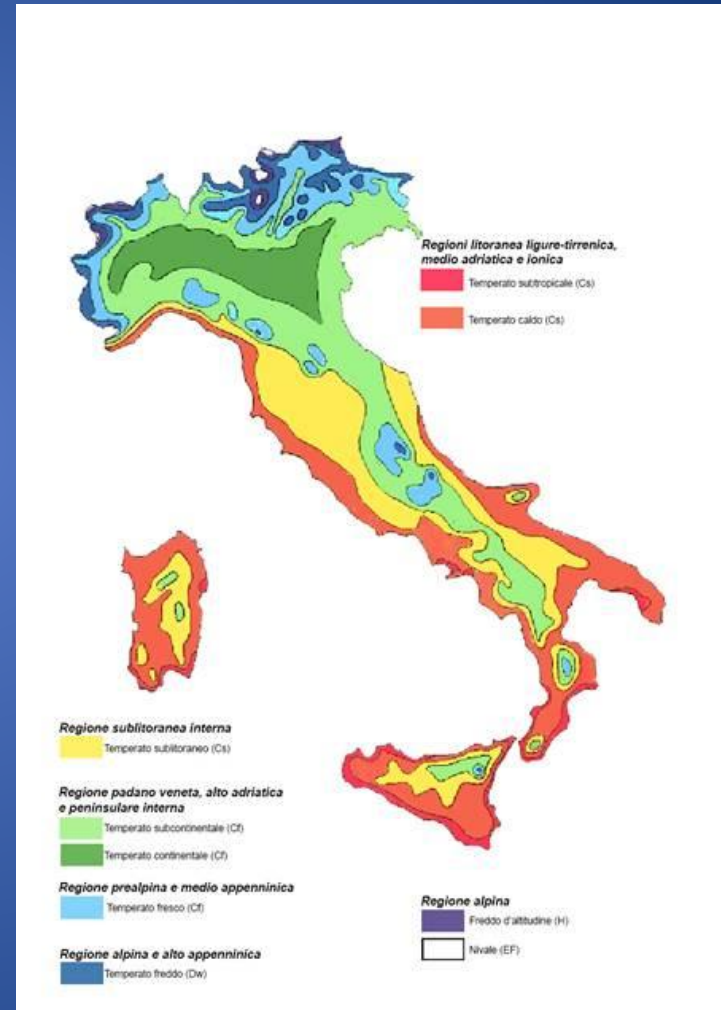 Regioni litoranea ligure-tirrenica,
medio adriatica e ionica
Temperato subtropicale (Cs)
Temperato caldo (Cs)
Regione sublitoranea interna
Temperato sublitoraneo (Cs)
Regione padano veneta, alto adriatica
e peninsulare interna
Temperato subcontinentale (Cf)
Temperato continentale (Cf)
Regione prealpina e medio appenninica
Temperato fresco (Cf)
Regione alpina e alto appenninica
Temperato freddo (Dw)
Regione alpina
Freddo d'altitudine (H)
Nivale (EF)